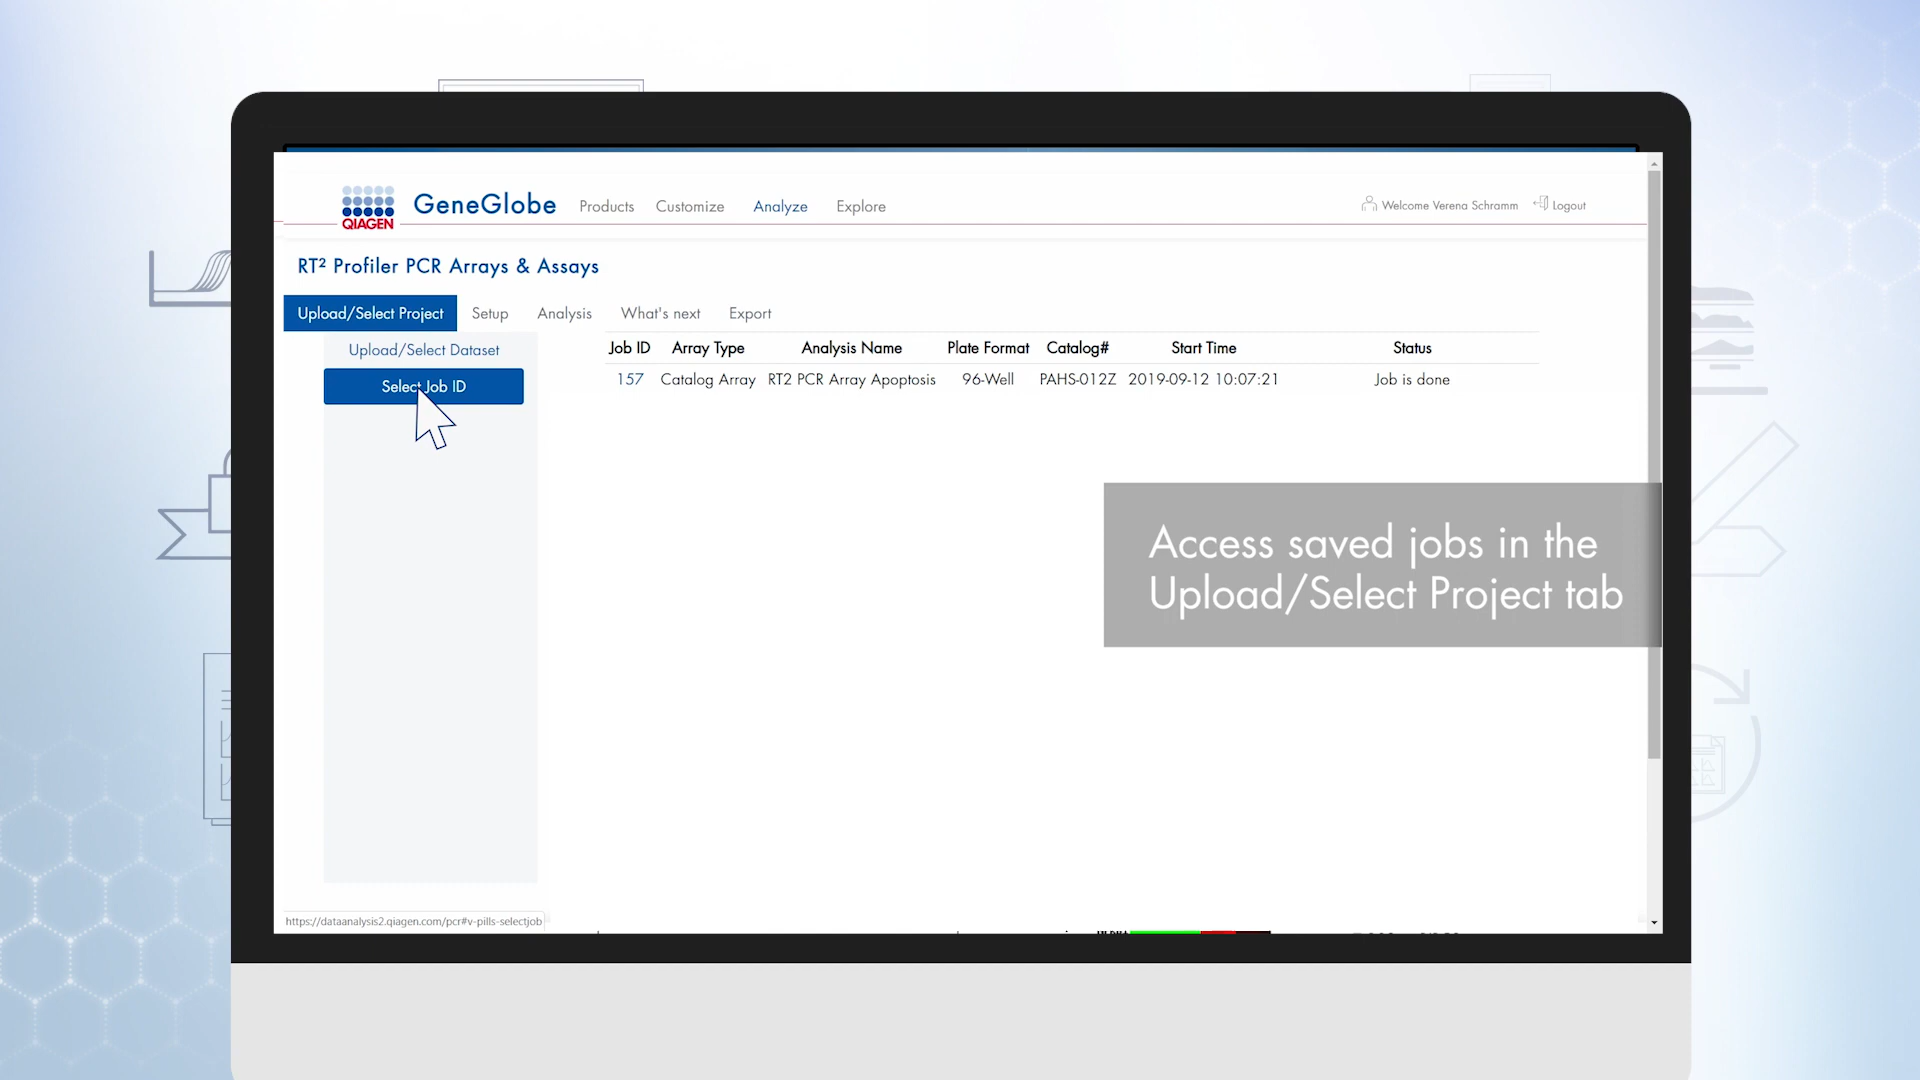 QIAGEN
GeneGlobe
Products
Customize
Analyze
Explore
Welcome Verena Schramm
Logout
RT² Profiler PCR Arrays & Assays
Upload/Select Project
Setup
Analysis
What's next
Export
Upload/Select Dataset
Select Job ID
Job ID Array Type Analysis Name Plate Format Catalog# Start Time Status
157 Catalog Array RT2 PCR Array Apoptosis 96-Well PAHS-012Z 2019-09-12 10:07:21 Job is done
Access saved jobs in the
Upload/Select Project tab
https://dataanalysis2.qiagen.com/pcr#v-pills-selectjob